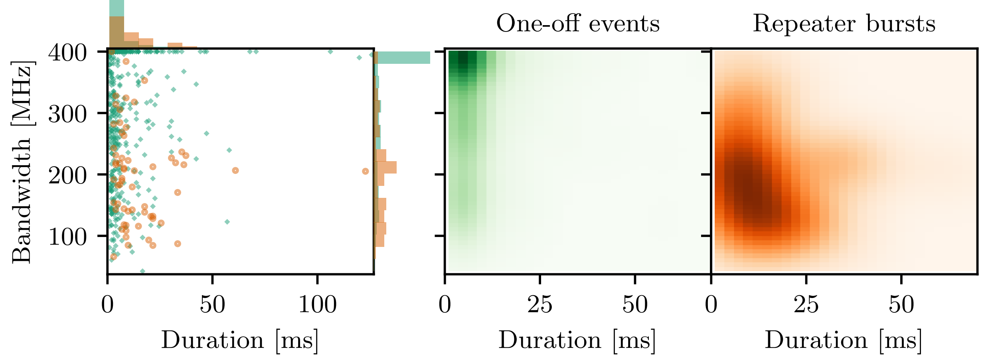 One-off events
Repeater bursts
Bandwidth [MHz]
400
300
200
100
0
50
100
0
25
50
0
25
50
Duration [ms]
Duration [ms]
Duration [ms]